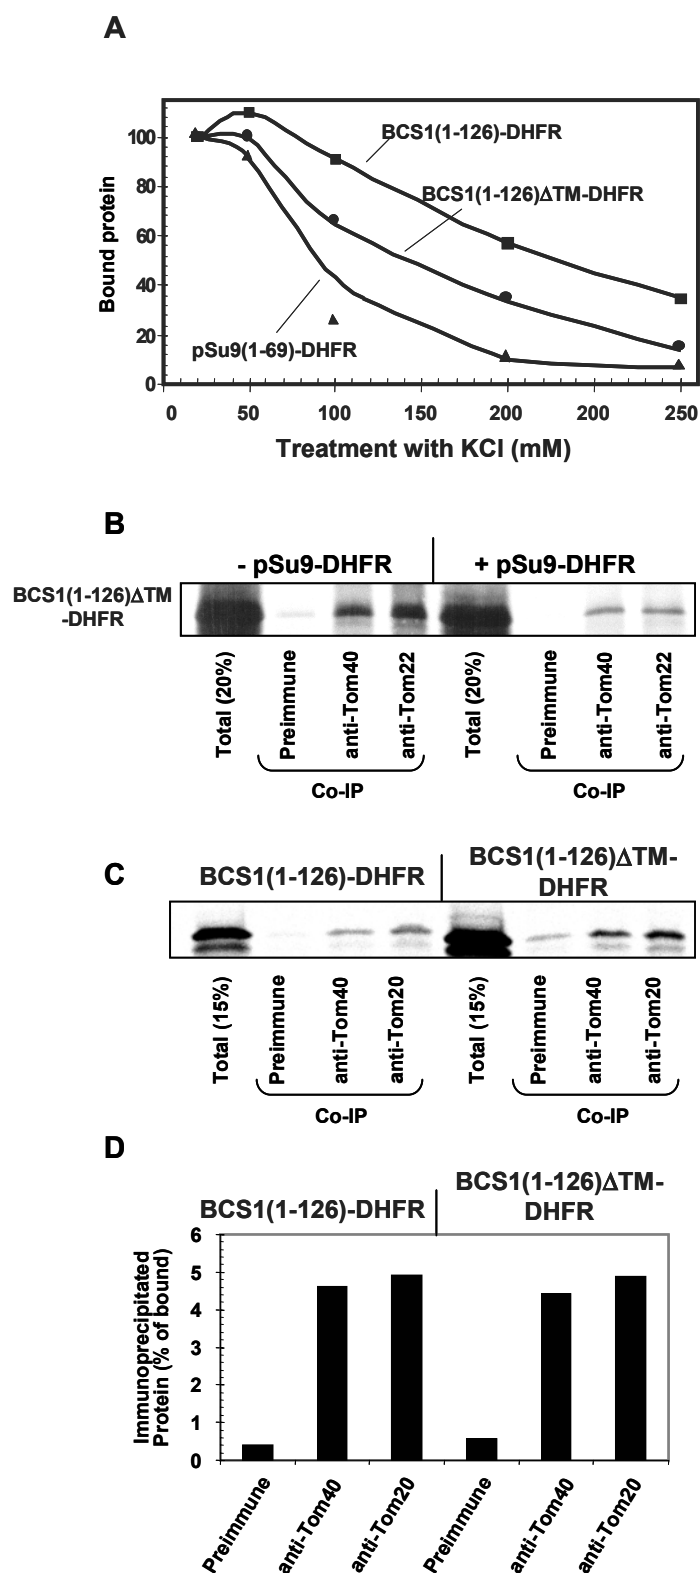 A
Bound protein
100
80
60
40
20
0
BCS1(1-126)-DHFR
BCS1(1-126)ΔTM-DHFR
pSu9(1-69)-DHFR
0 50 100 150 200 200 250
Treatment with KCl (mM)
B
- pSu9-DHFR + pSu9-DHFR
BCS1(1-126)ΔTM
-DHFR
Total (20%) Preimmune anti-Tom40 anti-Tom22 Total (20%) Preimmune anti-Tom40 anti-Tom22
Co-IP Co-IP
C
BCS1(1-126)-DHFR BCS1(1-126)ΔTM-
DHFR
Total (15%) Preimmune anti-Tom40 anti-Tom20 Total (15%) Preimmune anti-Tom40 anti-Tom20
Co-IP Co-IP
D
BCS1(1-126)-DHFR BCS1(1-126)ΔTM-
DHFR
Immunoprecipitated
Protein (% of bound)
6
5
4
3
2
1
0
Preimmune anti-Tom40 anti-Tom20 Preimmune anti-Tom40 anti-Tom20